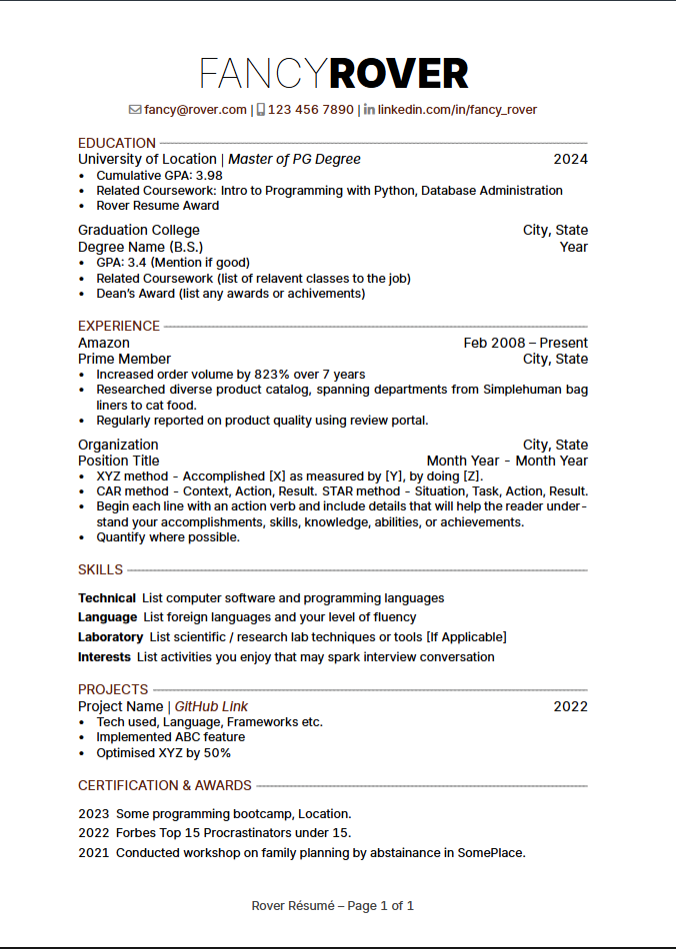 FANCYROVER
fancy@rover.com | 123 456 7890 | linkedin.com/in/fancy_rover
EDUCATION
University of Location | Master of PG Degree 2024
• Cumulative GPA: 3.98
• Related Coursework: Intro to Programming with Python, Database Administration
• Rover Resume Award
Graduation College City, State
Degree Name (B.S.) Year
• GPA: 3.4 (Mention if good)
• Related Coursework (list of relavent classes to the job)
• Dean’s Award (list any awards or achivements)
EXPERIENCE
Amazon Feb 2008 – Present
Prime Member City, State
• Increased order volume by 823% over 7 years
• Researched diverse product catalog, spanning departments from Simplehuman bag
liners to cat food.
• Regularly reported on product quality using review portal.
Organization City, State
Position Title Month Year - Month Year
• XYZ method - Accomplished [X] as measured by [Y], by doing [Z].
• CAR method - Context, Action, Result. STAR method - Situation, Task, Action, Result.
• Begin each line with an action verb and include details that will help the reader under-
stand your accomplishments, skills, knowledge, abilities, or achievements.
• Quantify where possible.
SKILLS
Technical List computer software and programming languages
Language List foreign languages and your level of fluency
Laboratory List scientific / research lab techniques or tools [If Applicable]
Interests List activities you enjoy that may spark interview conversation
PROJECTS
Project Name | GitHub Link 2022
• Tech used, Language, Frameworks etc.
• Implemented ABC feature
• Optimised XYZ by 50%
CERTIFICATION & AWARDS
2023 Some programming bootcamp, Location.
2022 Forbes Top 15 Procrastinators under 15.
2021 Conducted workshop on family planning by abstainance in SomePlace.
Rover Résumé – Page 1 of 1